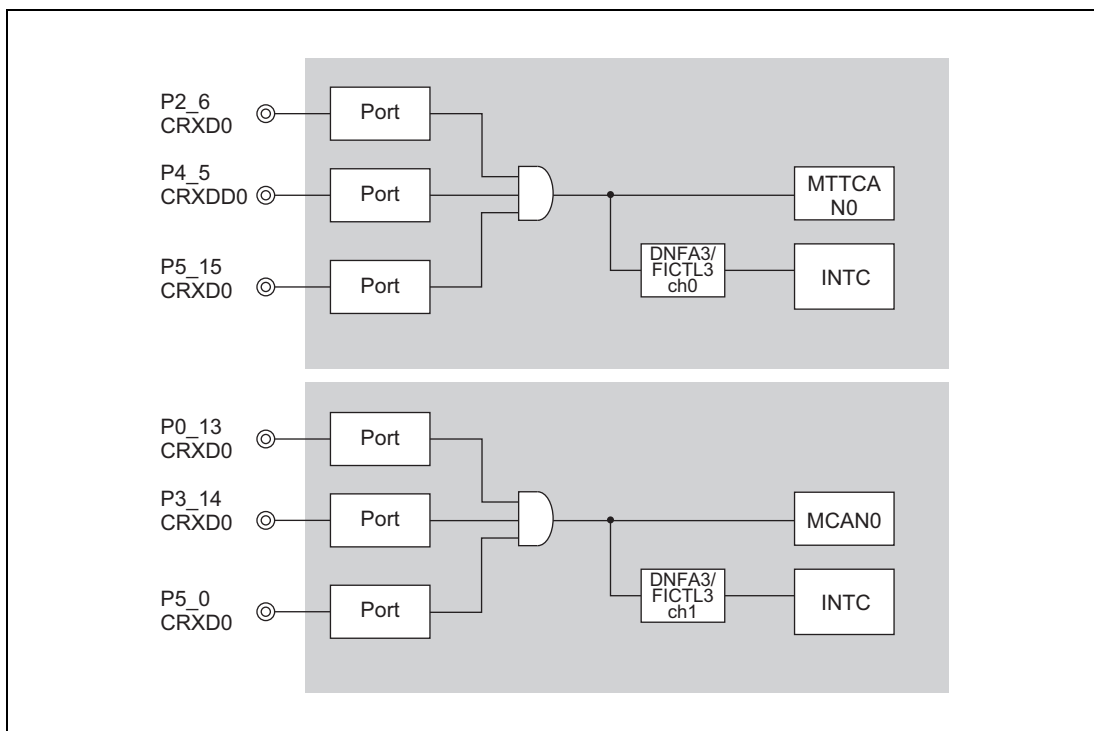 P2_6
CRXD0
Port
P4_5
CRXDD0
Port
P5_15
CRXD0
Port
MTTCA
N0
DNFA3/
FICTL3
ch0
INTC
P0_13
CRXD0
Port
P3_14
CRXD0
Port
P5_0
CRXD0
Port
MCAN0
DNFA3/
FICTL3
ch1
INTC